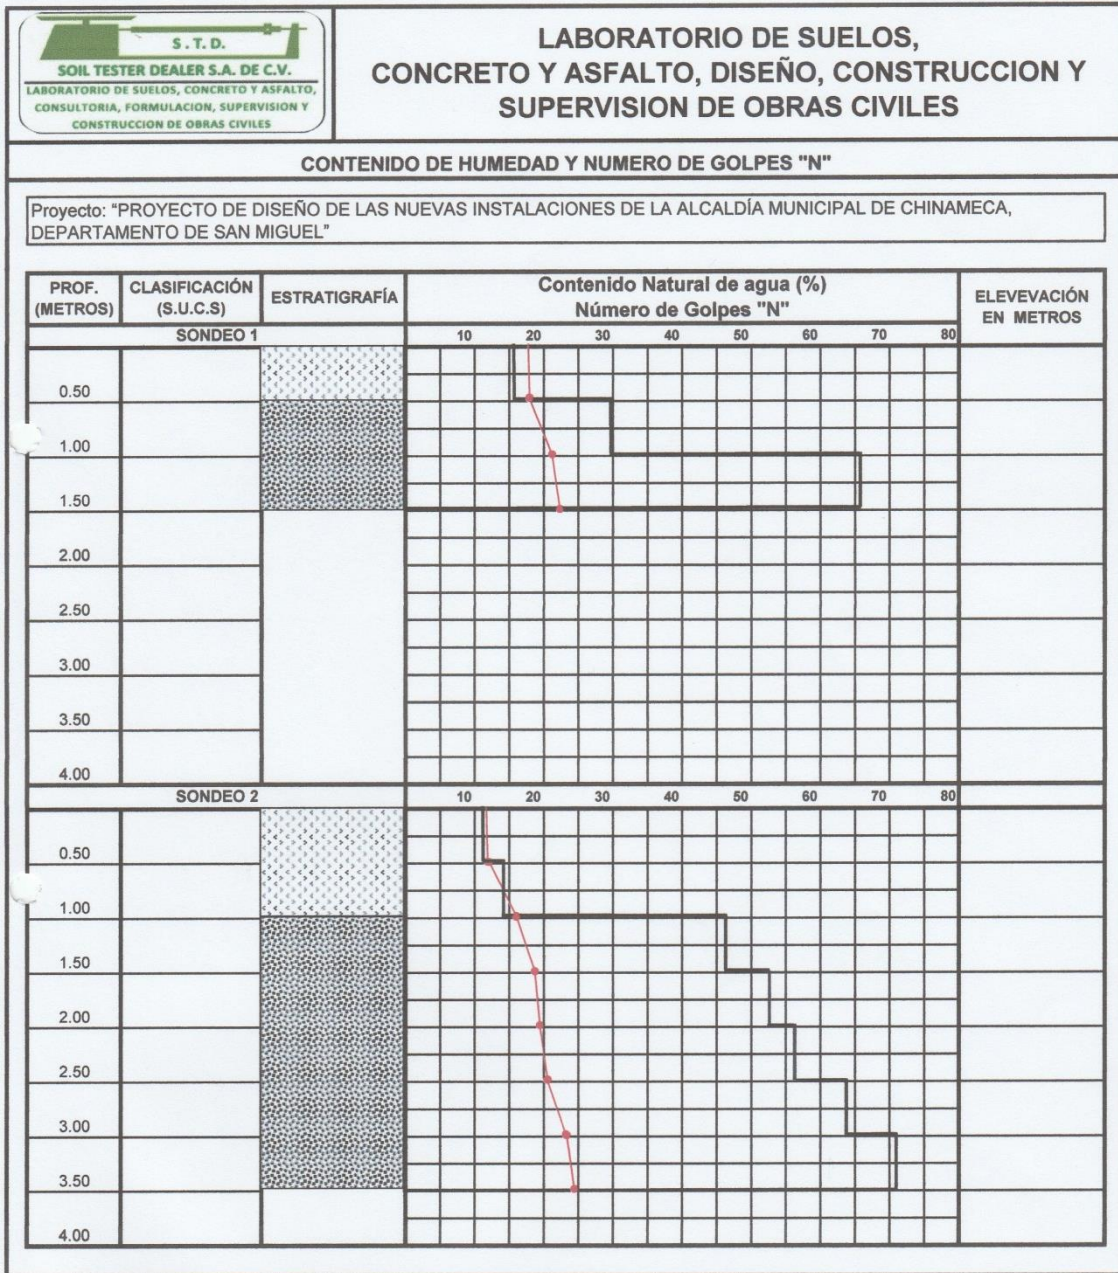 S.T.D.
SOIL TESTER DEALER S.A. DE C.V.
LABORATORIO DE SUELOS, CONCRETO Y ASFALTO,
CONSULTORIA, FORMULACION, SUPERVISION Y
CONSTRUCCION DE OBRAS CIVILES
LABORATORIO DE SUELOS,
CONCRETO Y ASFALTO, DISEÑO, CONSTRUCCION Y
SUPERVISION DE OBRAS CIVILES
CONTENIDO DE HUMEDAD Y NUMERO DE GOLPES "N"
Proyecto: "PROYECTO DE DISEÑO DE LAS NUEVAS INSTALACIONES DE LA ALCALDÍA MUNICIPAL DE CHINAMECA,
DEPARTAMENTO DE SAN MIGUEL"
PROF. (METROS) CLASIFICACIÓN (S.U.C.S) ESTRATIGRAFÍA Contenido Natural de agua (%) Número de Golpes "N" ELEVEVACIÓN EN METROS
SONDEO 1 10 20 30 40 50 60 70 80
0.50
1.00
1.50
2.00
2.50
3.00
3.50
4.00
SONDEO 2 10 20 30 40 50 60 70 80
0.50
1.00
1.50
2.00
2.50
3.00
3.50
4.00